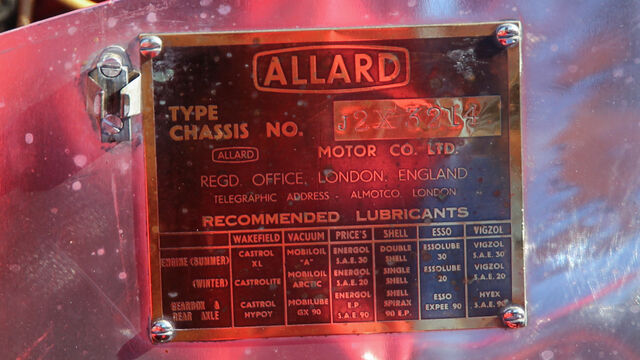 ALLARD
TYPE
CHASSIS NO. J2X 3214
ALLARD MOTOR CO. LTD.
REGD. OFFICE, LONDON, ENGLAND
TELEGRAPHIC ADDRESS - ALMOTCO, LONDON
RECOMMENDED LUBRICANTS
WAKEFIELD VACUUM PRICE'S SHELL ESSO VIGZOL
ENGINE (SUMMER) CASTROL XL MOBILOIL "A" ENERGOL S.A.E. 30 DOUBLE SHELL ESSOLUBE 30 VIGZOL S.A.E. 30
(WINTER) CASTROLITE MOBILOIL ARCTIC ENERGOL S.A.E. 20 SINGLE SHELL ESSOLUBE 20 VIGZOL S.A.E. 20
GEARBOX & REAR AXLE CASTROL HYPOY MOBILUBE GX 90 ENERGOL E.P. S.A.E. 90 SHELL SPIRAX 90 E.P. ESSO EXPEE 90 HYEX S.A.E. 90